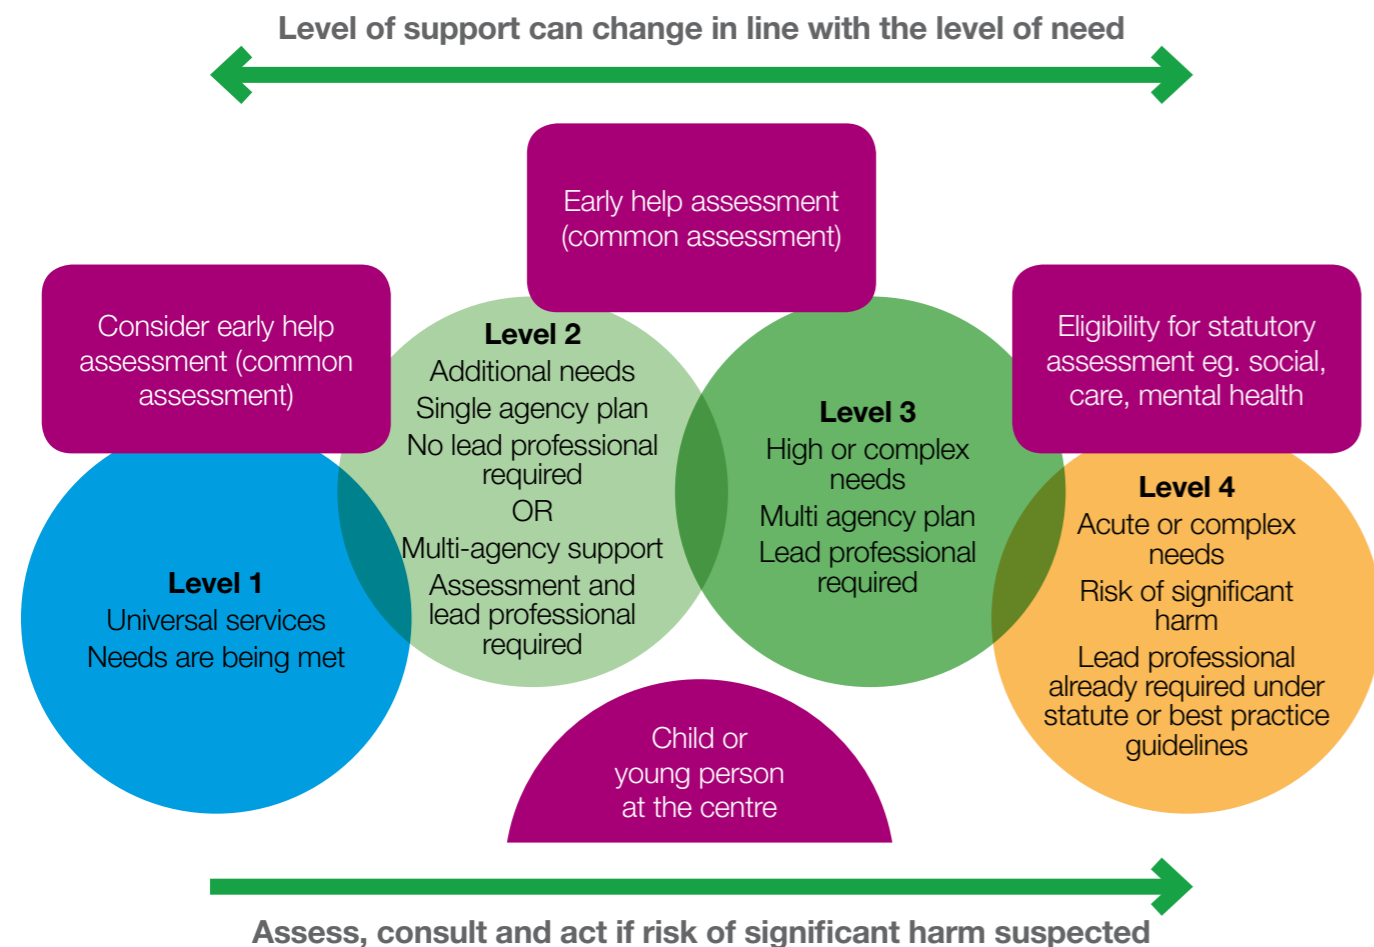 Level of support can change in line with the level of need
Early help assessment
(common assessment)
Consider early help
assessment (common
assessment)
Eligibility for statutory
assessment eg. social,
care, mental health
Level 1
Universal services
Needs are being met
Level 2
Additional needs
Single agency plan
No lead professional
required
OR
Multi-agency support
Assessment and
lead professional
required
Level 3
High or complex
needs
Multi agency plan
Lead professional
required
Level 4
Acute or complex
needs
Risk of significant
harm
Lead professional
already required under
statute or best practice
guidelines
Child or
young person
at the centre
Assess, consult and act if risk of significant harm suspected